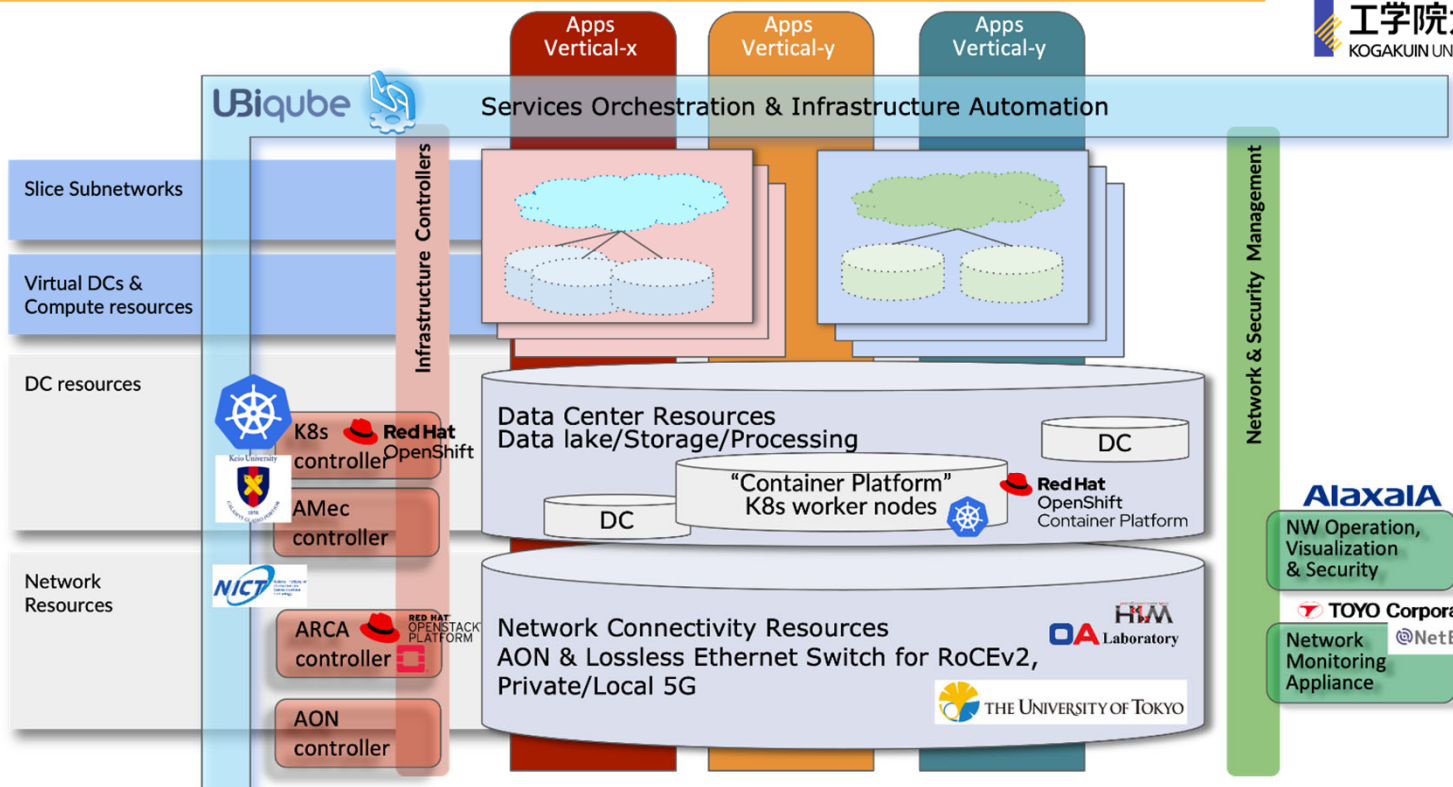 Apps
Vertical-x
Apps
Vertical-y
Apps
Vertical-y
工学院
KOGAKUIN UN
UBiqube
Services Orchestration & Infrastructure Automation
Infrastructure Controllers
Network & Security Management
Slice Subnetworks
Virtual DCs &
Compute resources
DC resources
K8s
controller
Red Hat
OpenShift
Keio University
AMec
controller
Data Center Resources
Data lake/Storage/Processing
DC
"Container Platform"
K8s worker nodes
DC
Red Hat
OpenShift
Container Platform
AlaxalA
NW Operation,
Visualization
& Security
Network
Resources
NICT
ARCA
controller
RED HAT
OPENSTACK
PLATFORM
AON
controller
Network Connectivity Resources
AON & Lossless Ethernet Switch for RoCEv2,
Private/Local 5G
OA Laboratory
THE UNIVERSITY OF TOKYO
TOYO Corpora
@NetE
Network
Monitoring
Appliance